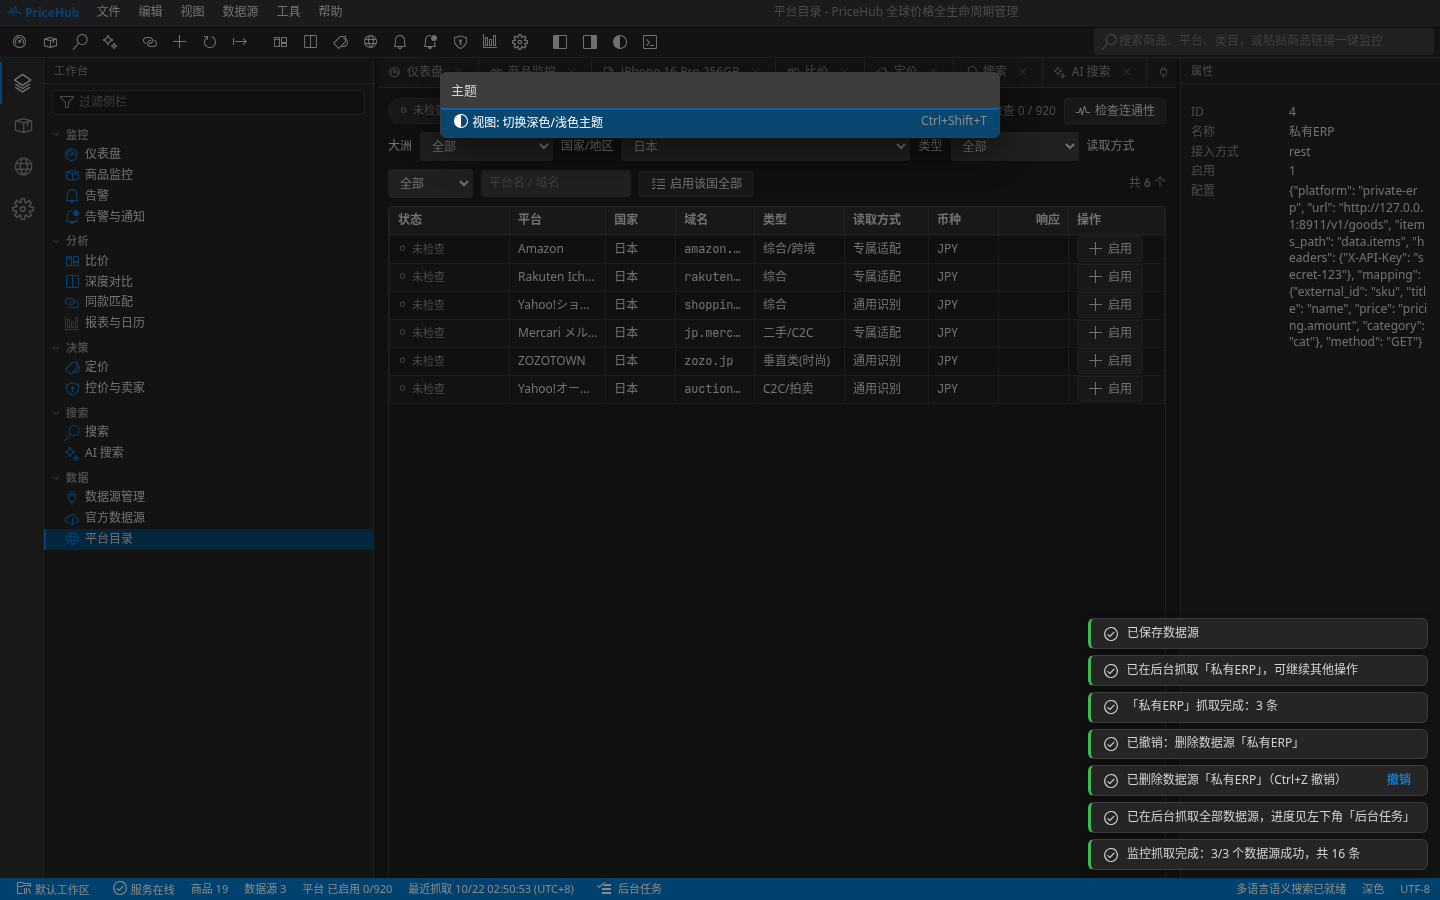 PriceHub 文件 编辑 视图 数据源 工具 帮助
平台目录 - PriceHub 全球价格全生命周期管理
搜索商品、平台、类目，或粘贴商品链接一键监控
工作台
过滤侧栏
监控
仪表盘
商品监控
告警
告警与通知
分析
比价
深度对比
同款匹配
报表与日历
决策
定价
控价与卖家
搜索
搜索
AI 搜索
数据
数据源管理
官方数据源
平台目录
仪表盘 商品监控 iPhone 16 Pro 256GB 比价 定价 搜索 AI 搜索
主题
视图: 切换深色/浅色主题 Ctrl+Shift+T
0 / 920 检查连通性
大洲 全部 国家/地区 日本 类型 全部 读取方式
全部 平台名 / 域名 启用该国全部 共 6 个
状态 平台 国家 域名 类型 读取方式 币种 响应 操作
未检查 Amazon 日本 amazon.… 综合/跨境 专属适配 JPY 启用
未检查 Rakuten Ich... 日本 rakuten… 综合 专属适配 JPY 启用
未检查 Yahoo!ショ... 日本 shoppin… 综合 通用识别 JPY 启用
未检查 Mercari メル... 日本 jp.merc… 二手/C2C 专属适配 JPY 启用
未检查 ZOZOTOWN 日本 zozo.jp 垂直类(时尚) 通用识别 JPY 启用
未检查 Yahoo!オー... 日本 auction… C2C/拍卖 通用识别 JPY 启用
属性
ID 4
名称 私有ERP
接入方式 rest
启用 1
配置 {"platform": "private-er
p", "url": "http://127.0.0.
1:8911/v1/goods", "item
s_path": "data.items", "h
eaders": {"X-API-Key": "s
ecret-123"}, "mapping":
{"external_id": "sku", "titl
e": "name", "price": "prici
ng.amount", "category":
"cat"}, "method": "GET"}
已保存数据源
已在后台抓取「私有ERP」，可继续其他操作
「私有ERP」抓取完成：3 条
已撤销：删除数据源「私有ERP」
已删除数据源「私有ERP」（Ctrl+Z 撤销） 撤销
已在后台抓取全部数据源，进度见左下角「后台任务」
监控抓取完成：3/3 个数据源成功，共 16 条
默认工作区 服务在线 商品 19 数据源 3 平台 已启用 0/920 最近抓取 10/22 02:50:53 (UTC+8) 后台任务
多语言语义搜索已就绪 深色 UTF-8